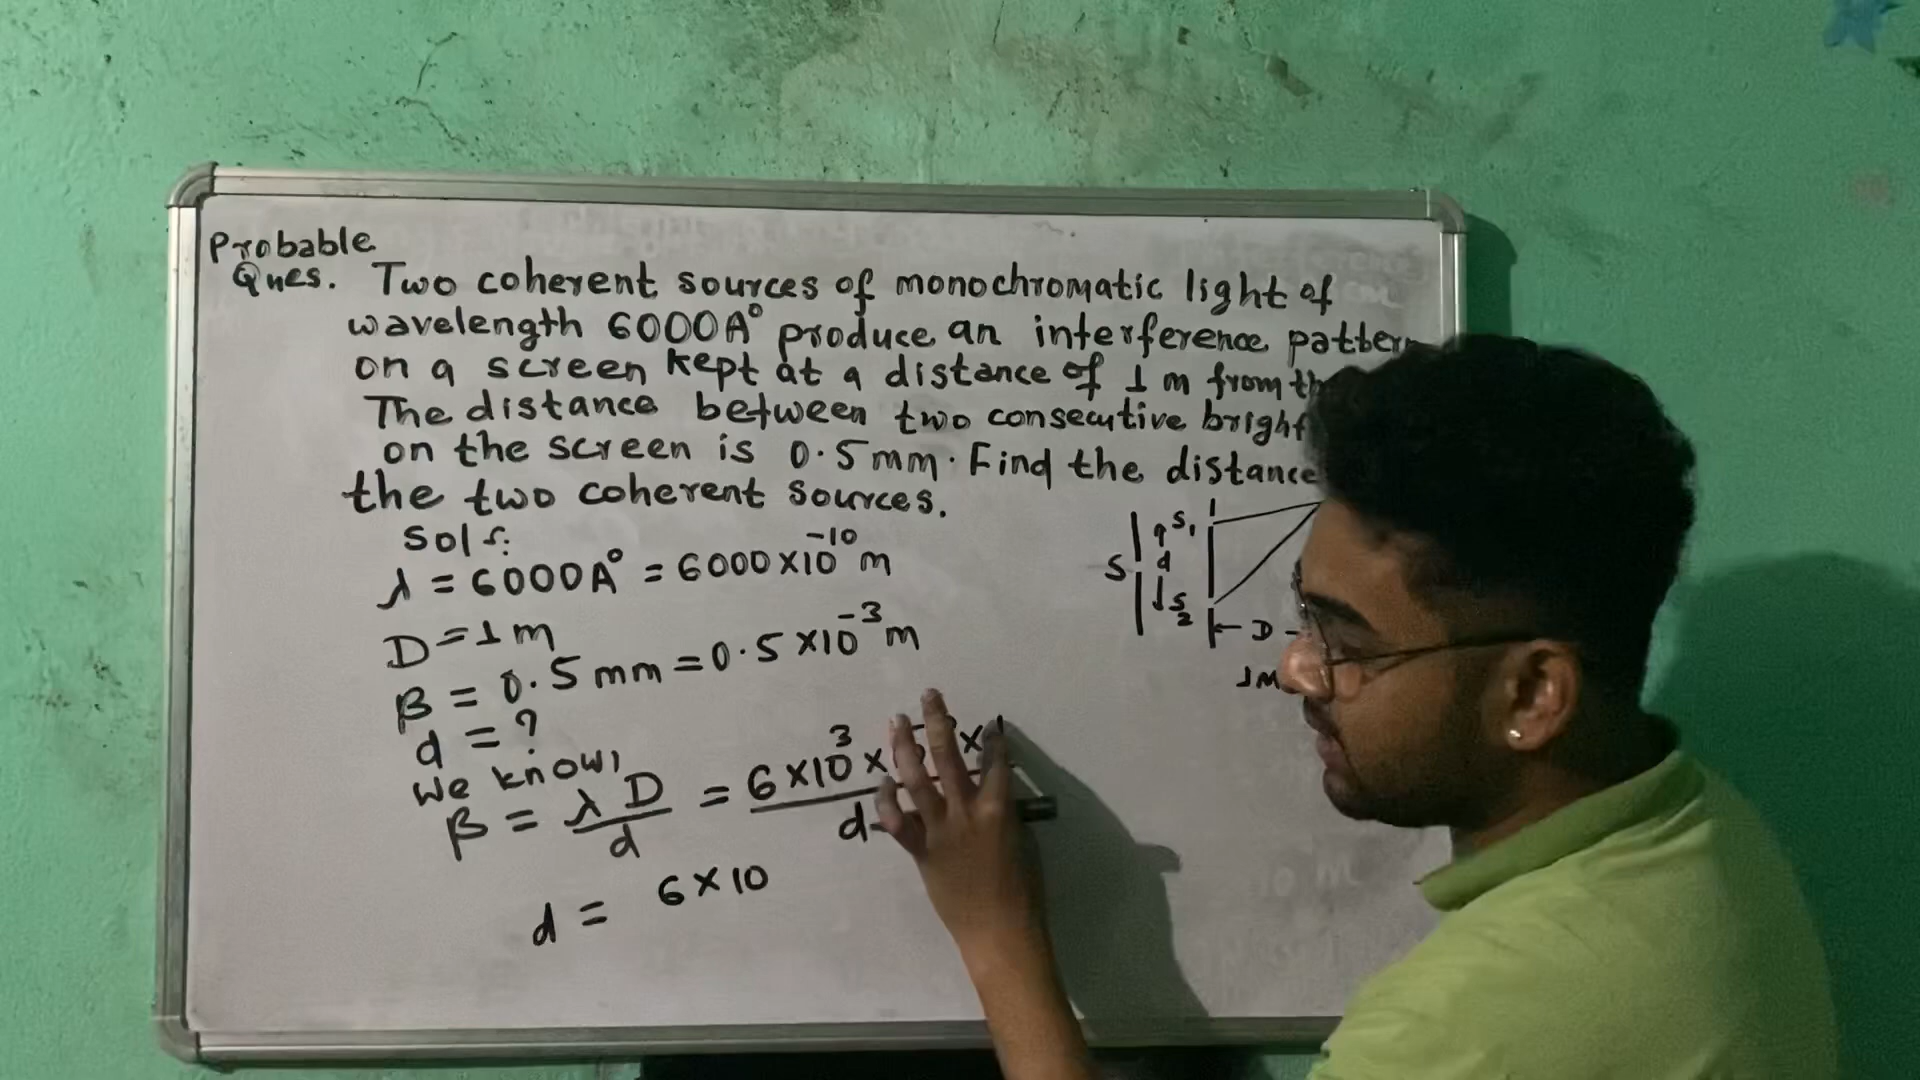 Probable
Ques. Two coherent sources of monochromatic light of
wavelength 6000A° produce an interference pattern
on a screen kept at a distance of 1 m from
The distance between two consecutive bright
on the screen is 0.5mm. Find the distance
the two coherent sources.
Sol
λ = 6000A° = 6000×10⁻¹⁰ m
D = 1 m
β = 0.5 mm = 0.5×10⁻³ m
d = ?
We know,
β = λD/d = 6×10³× ×1/d
d = 6×10
S₁
S d
S₂
D
1M